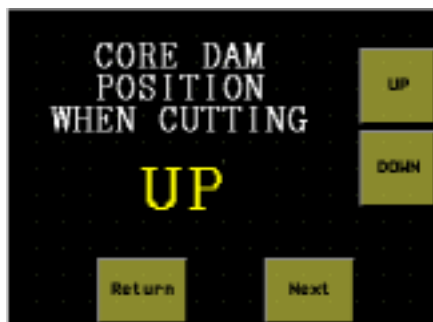 CORE DAM
POSITION
WHEN CUTTING
UP
UP
DOWN
Return
Next